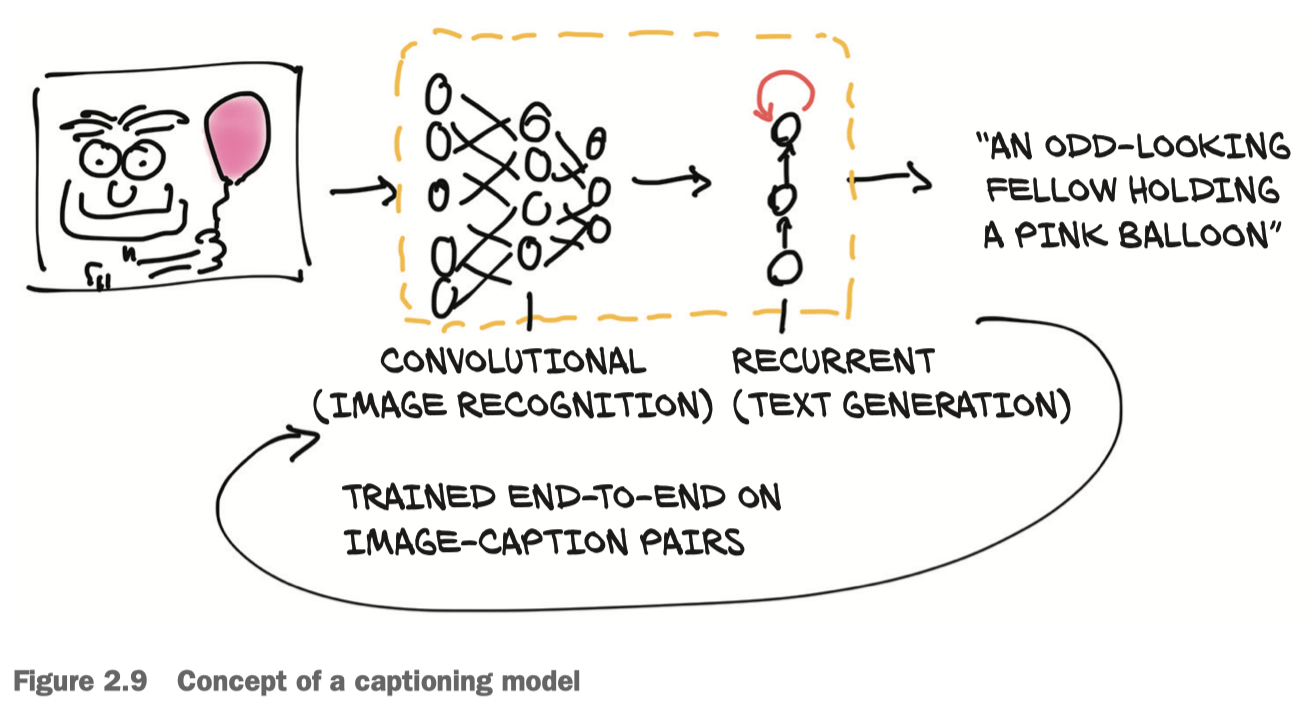 "AN ODD-LOOKING
FELLOW HOLDING
A PINK BALLOON"
CONVOLUTIONAL
(IMAGE RECOGNITION)
RECURRENT
(TEXT GENERATION)
TRAINED END-TO-END ON
IMAGE-CAPTION PAIRS
Figure 2.9 Concept of a captioning model